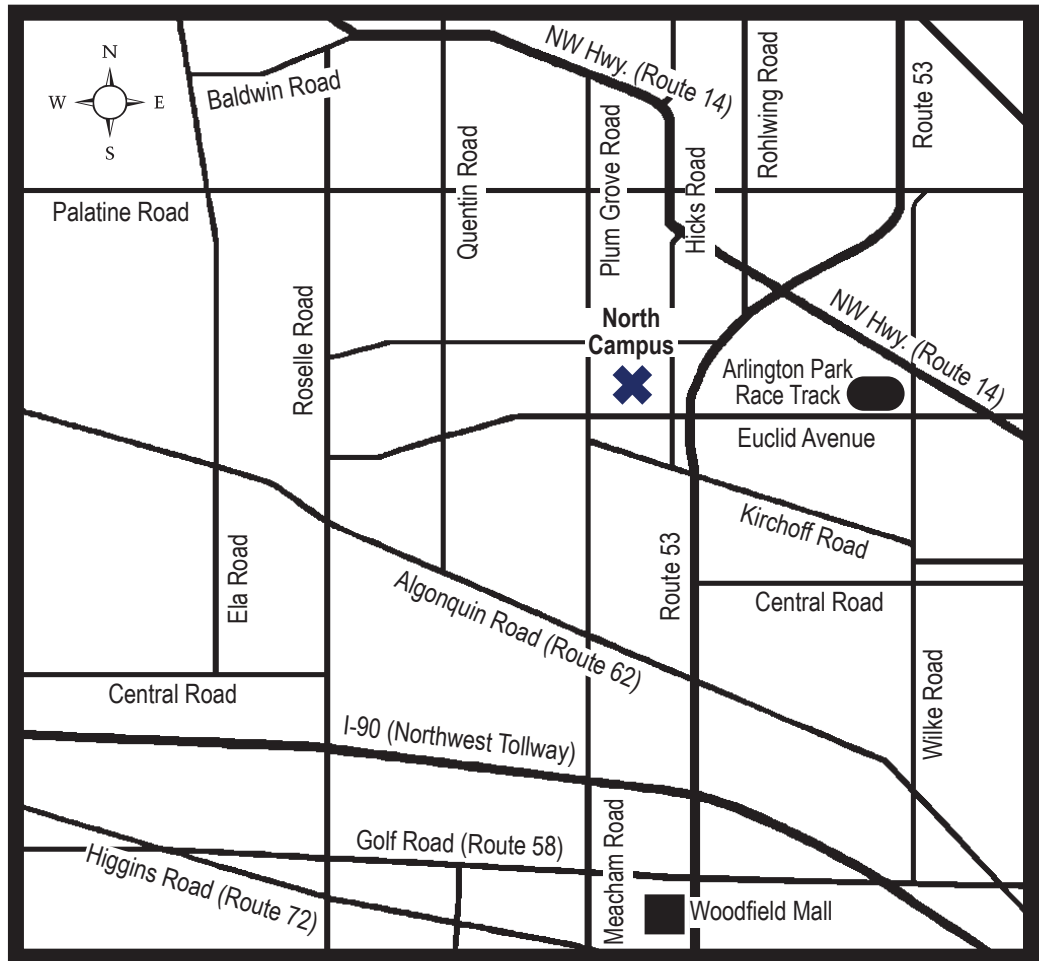 N
W
E
S
Baldwin Road
NW Hwy. (Route 14)
Rohlwing Road
Route 53
Quentin Road
Plum Grove Road
Hicks Road
Palatine Road
Roselle Road
North
Campus
NW Hwy. (Route 14)
Arlington Park
Race Track
Euclid Avenue
Kirchoff Road
Ela Road
Algonquin Road (Route 62)
Route 53
Central Road
Central Road
Wilke Road
I-90 (Northwest Tollway)
Golf Road (Route 58)
Meacham Road
Higgins Road (Route 72)
Woodfield Mall